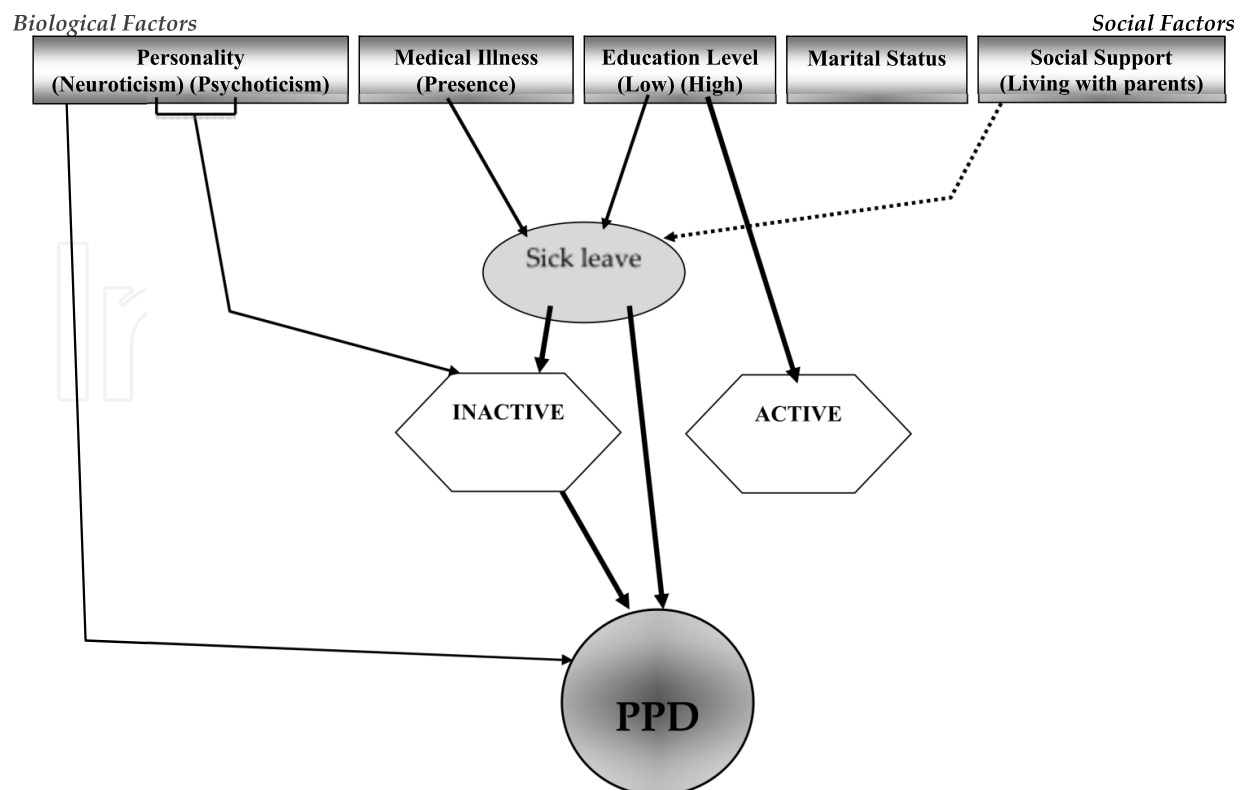 Biological Factors
Social Factors
Personality
(Neuroticism) (Psychoticism)
Medical Illness
(Presence)
Education Level
(Low) (High)
Marital Status
Social Support
(Living with parents)
Sick leave
INACTIVE
ACTIVE
PPD